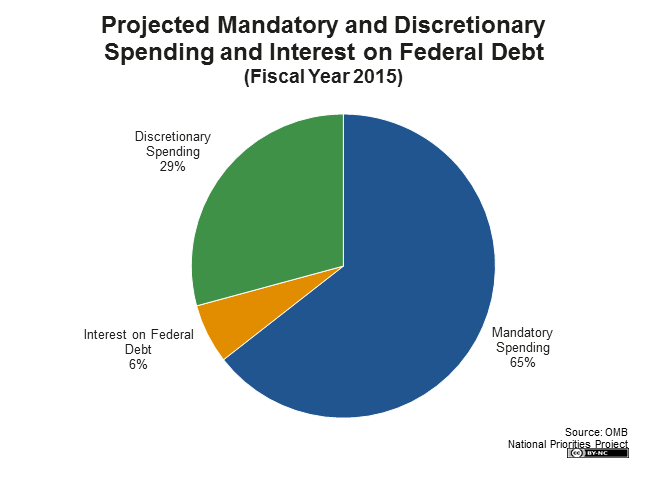 Projected Mandatory and Discretionary
Spending and Interest on Federal Debt
(Fiscal Year 2015)
Discretionary
Spending
29%
Interest on Federal
Debt
6%
Mandatory
Spending
65%
Source: OMB
National Priorities Project
cc BY-NC